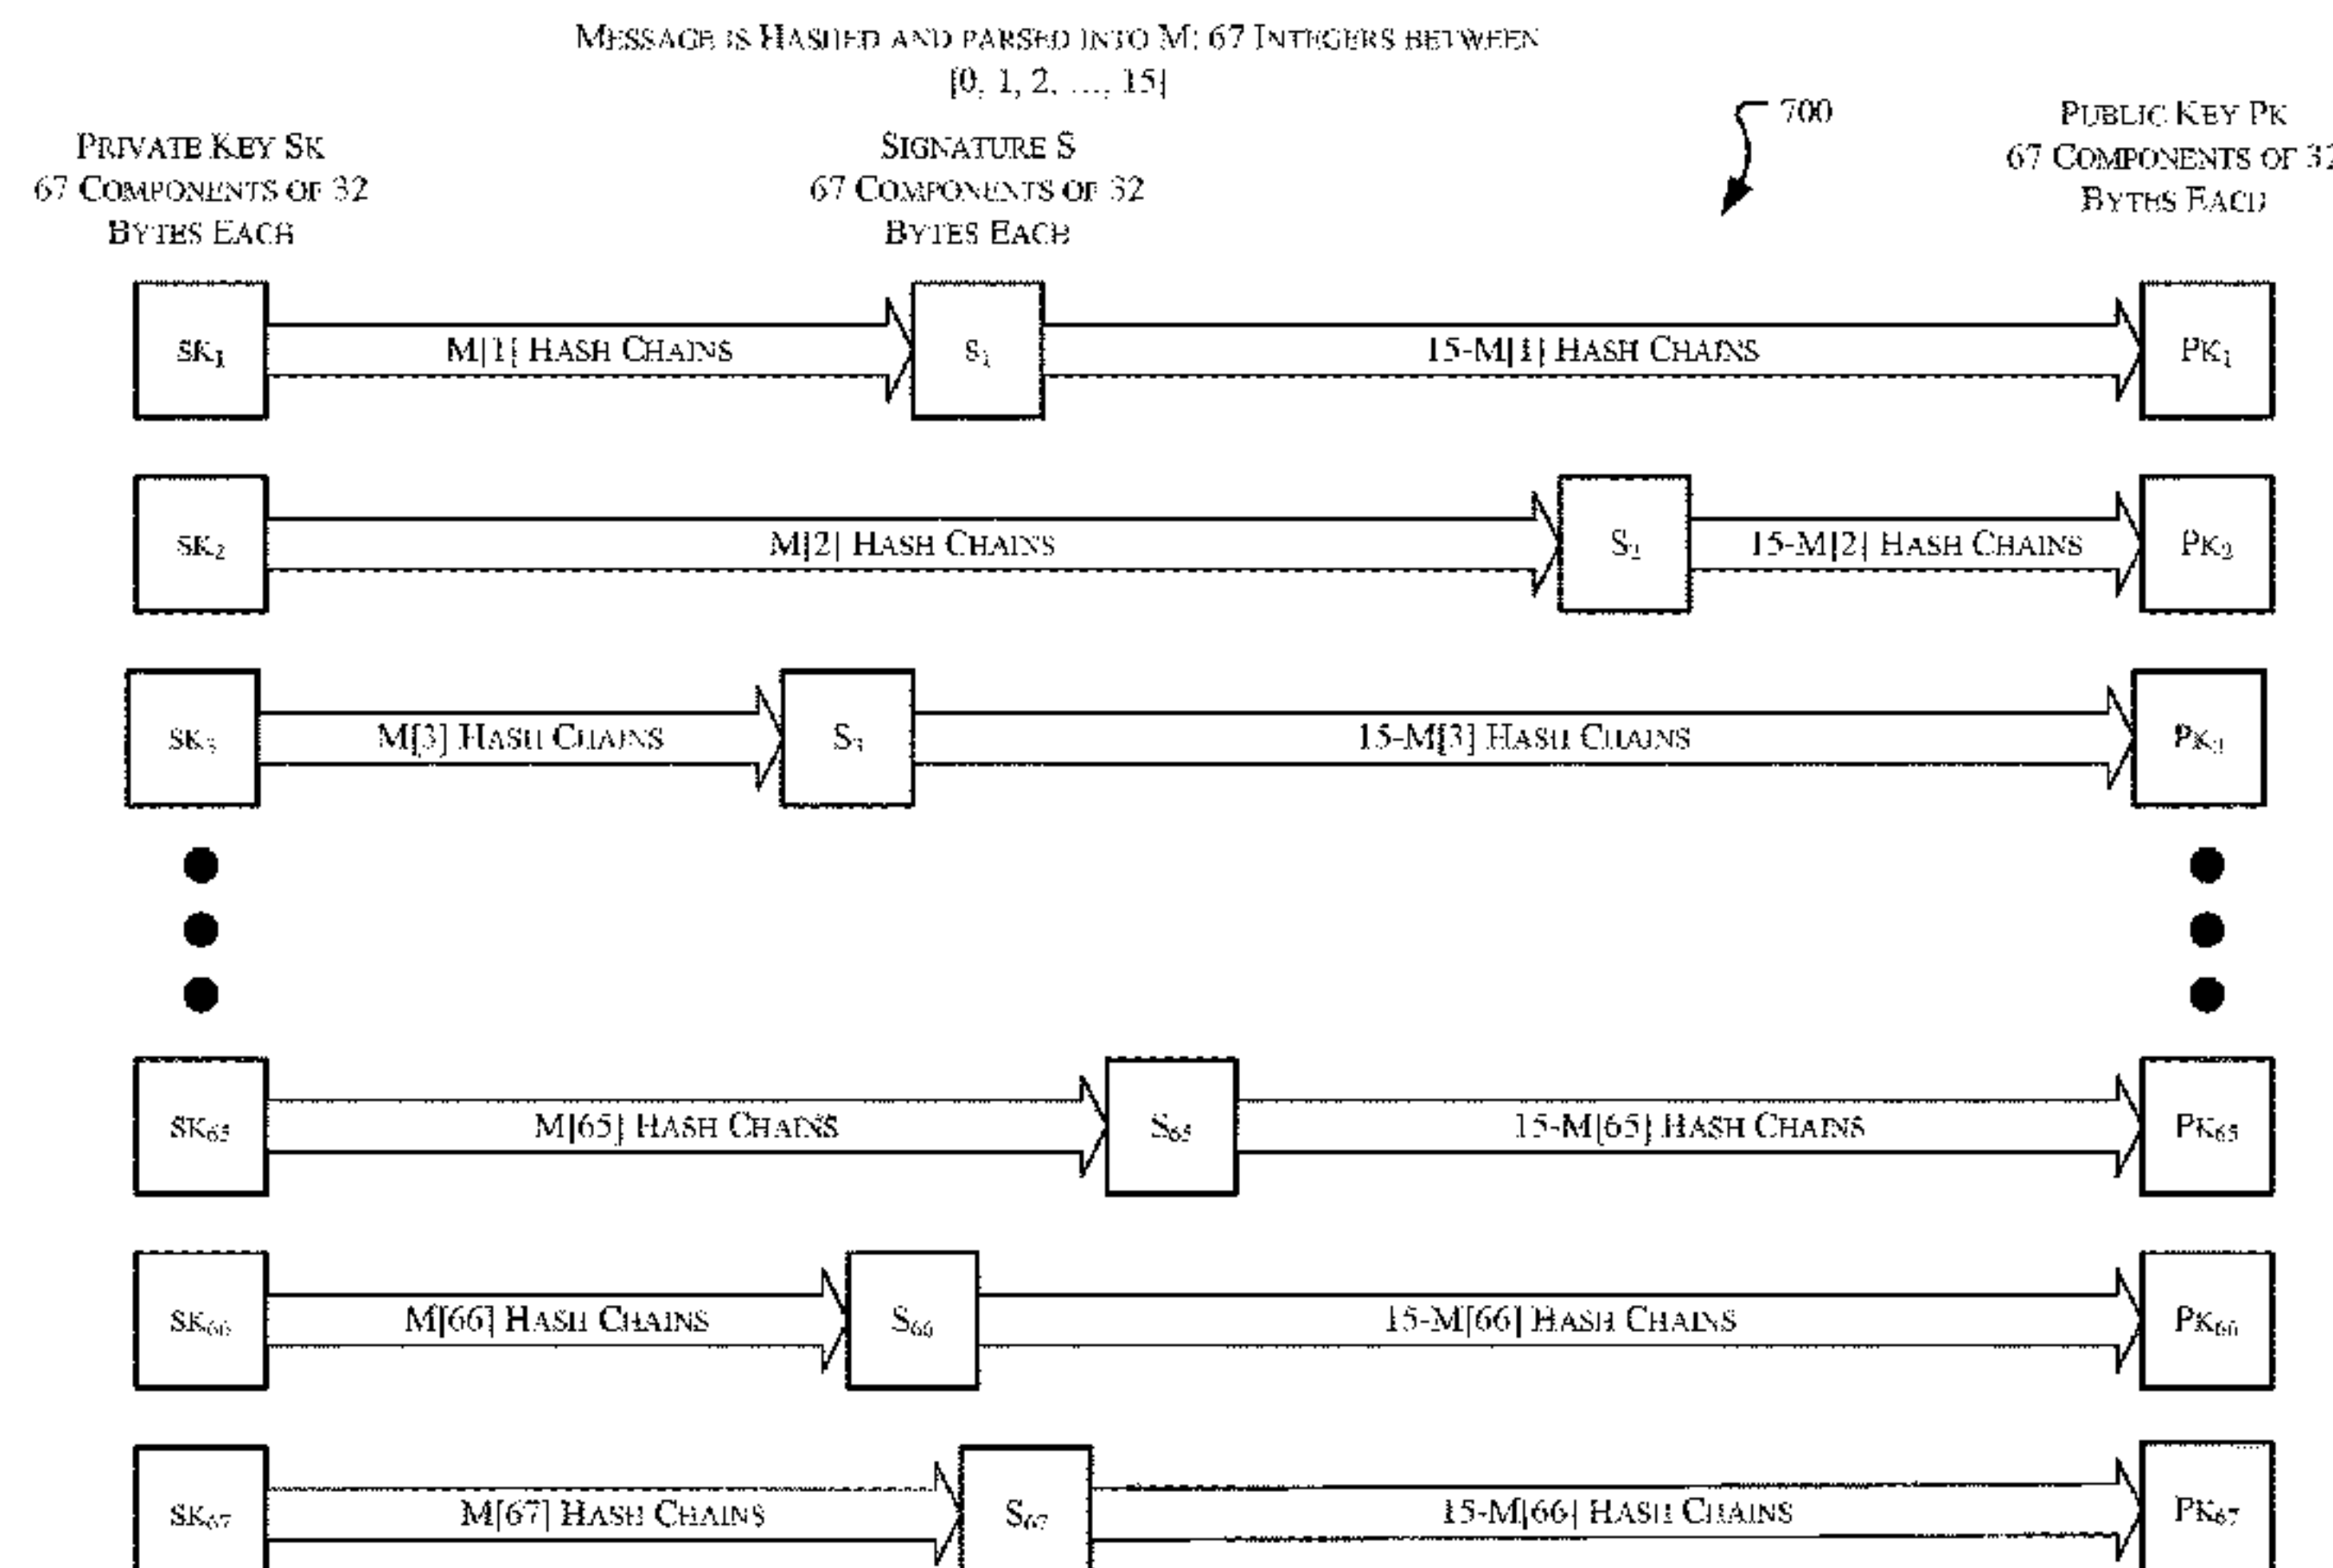 MESSAGE IS HASHED AND PARSED INTO M: 67 INTEGERS BETWEEN
[0, 1, 2, ..., 15]
700
PRIVATE KEY SK
67 COMPONENTS OF 32
BYTES EACH
SIGNATURE S
67 COMPONENTS OF 32
BYTES EACH
PUBLIC KEY PK
67 COMPONENTS OF 32
BYTES EACH
SK1 M[1] HASH CHAINS S1 15-M[1] HASH CHAINS PK1
SK2 M[2] HASH CHAINS S2 15-M[2] HASH CHAINS PK2
SK3 M[3] HASH CHAINS S3 15-M[3] HASH CHAINS PK3
SK65 M[65] HASH CHAINS S65 15-M[65] HASH CHAINS PK65
SK66 M[66] HASH CHAINS S66 15-M[66] HASH CHAINS PK66
SK67 M[67] HASH CHAINS S67 15-M[66] HASH CHAINS PK67